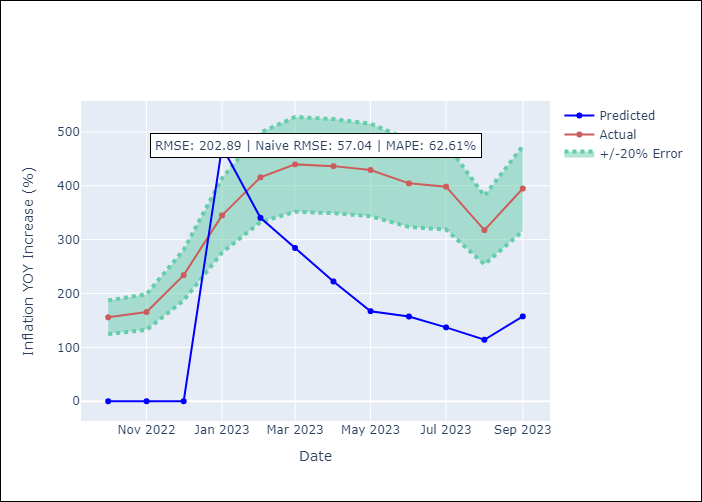 RMSE: 202.89 | Naive RMSE: 57.04 | MAPE: 62.61%
Predicted
Actual
+/-20% Error
Inflation YOY Increase (%)
500
400
300
200
100
0
Nov 2022 Jan 2023 Mar 2023 May 2023 Jul 2023 Sep 2023
Date